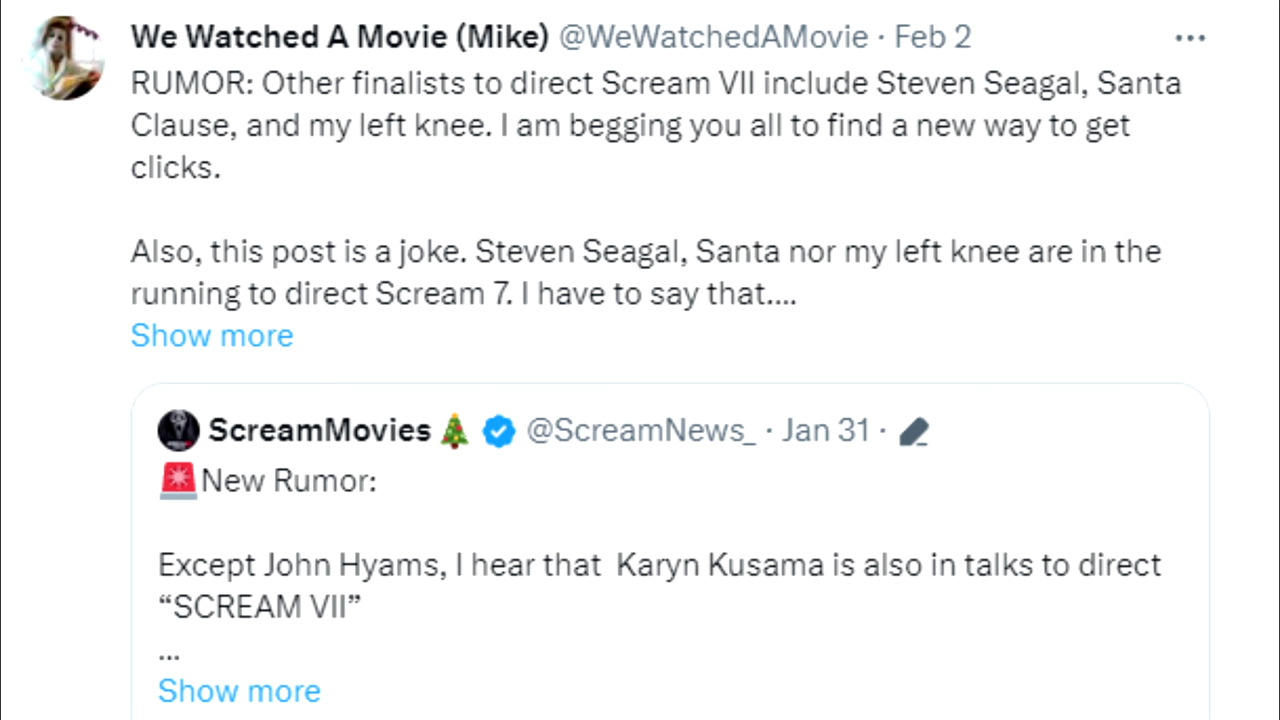 We Watched A Movie (Mike) @WeWatchedAMovie · Feb 2 ...
RUMOR: Other finalists to direct Scream VII include Steven Seagal, Santa
Clause, and my left knee. I am begging you all to find a new way to get
clicks.
Also, this post is a joke. Steven Seagal, Santa nor my left knee are in the
running to direct Scream 7. I have to say that....
Show more
ScreamMovies🎄 @ScreamNews_ · Jan 31 ·
🚨New Rumor:
Except John Hyams, I hear that  Karyn Kusama is also in talks to direct
“SCREAM VII”
...
Show more